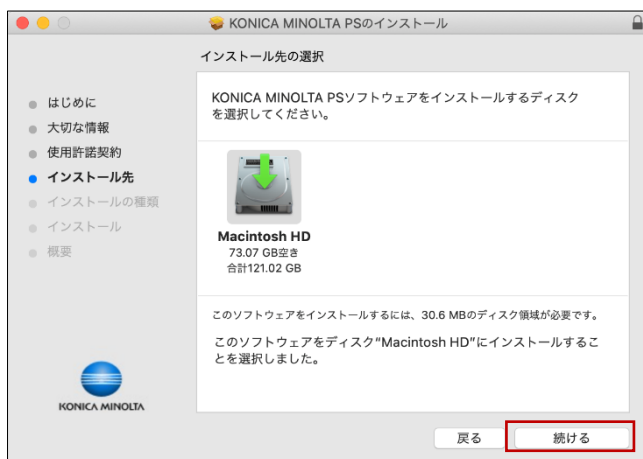 KONICA MINOLTA PSのインストール
インストール先の選択
はじめに
大切な情報
使用許諾契約
インストール先
インストールの種類
インストール
概要
KONICA MINOLTA PSソフトウェアをインストールするディスク
を選択してください。
Macintosh HD
73.07 GB空き
合計121.02 GB
このソフトウェアをインストールするには、30.6 MBのディスク領域が必要です。
このソフトウェアをディスク"Macintosh HD"にインストールするこ
とを選択しました。
KONICA MINOLTA
戻る
続ける